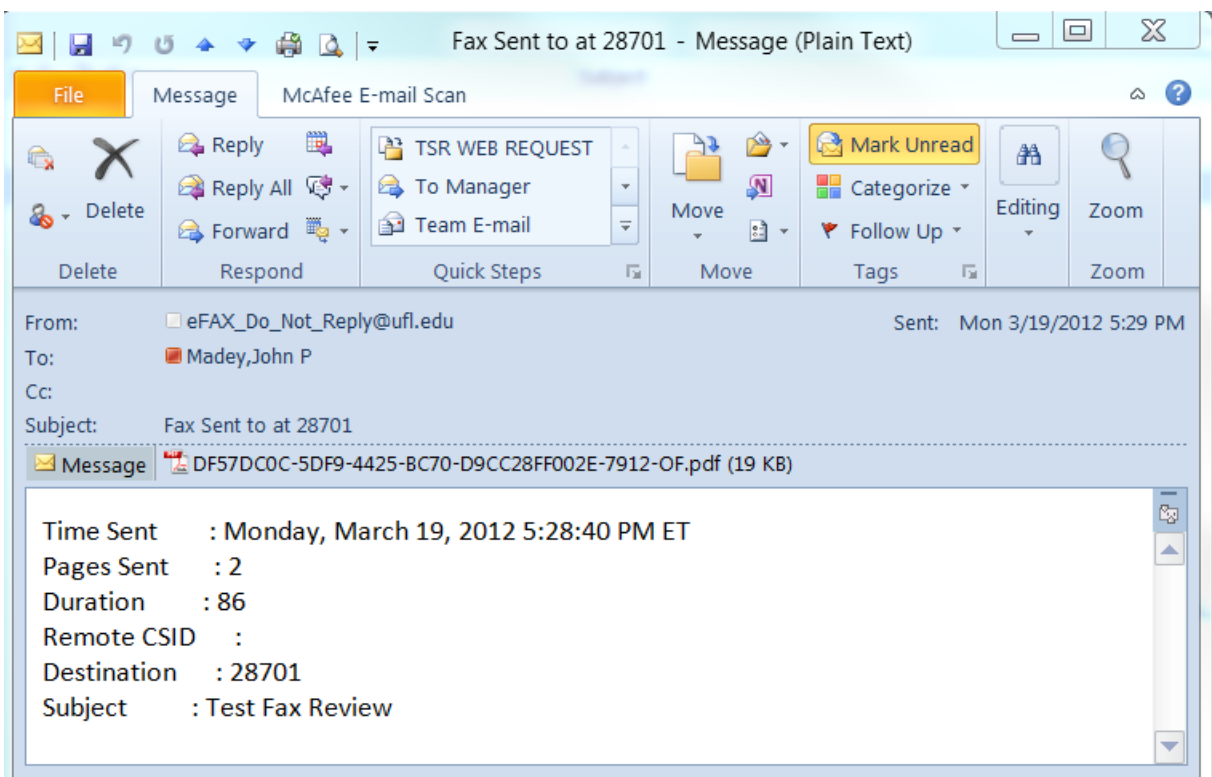 Fax Sent to at 28701 - Message (Plain Text)
File Message McAfee E-mail Scan
Delete
Reply
Reply All
Forward
TSR WEB REQUEST
To Manager
Team E-mail
Move
Mark Unread
Categorize
Follow Up
Editing
Zoom
Delete Respond Quick Steps Move Tags Zoom
From: eFAX_Do_Not_Reply@ufl.edu Sent: Mon 3/19/2012 5:29 PM
To: Madey,John P
Cc:
Subject: Fax Sent to at 28701
Message DF57DC0C-5DF9-4425-BC70-D9CC28FF002E-7912-OF.pdf (19 KB)
Time Sent : Monday, March 19, 2012 5:28:40 PM ET
Pages Sent : 2
Duration : 86
Remote CSID :
Destination : 28701
Subject : Test Fax Review